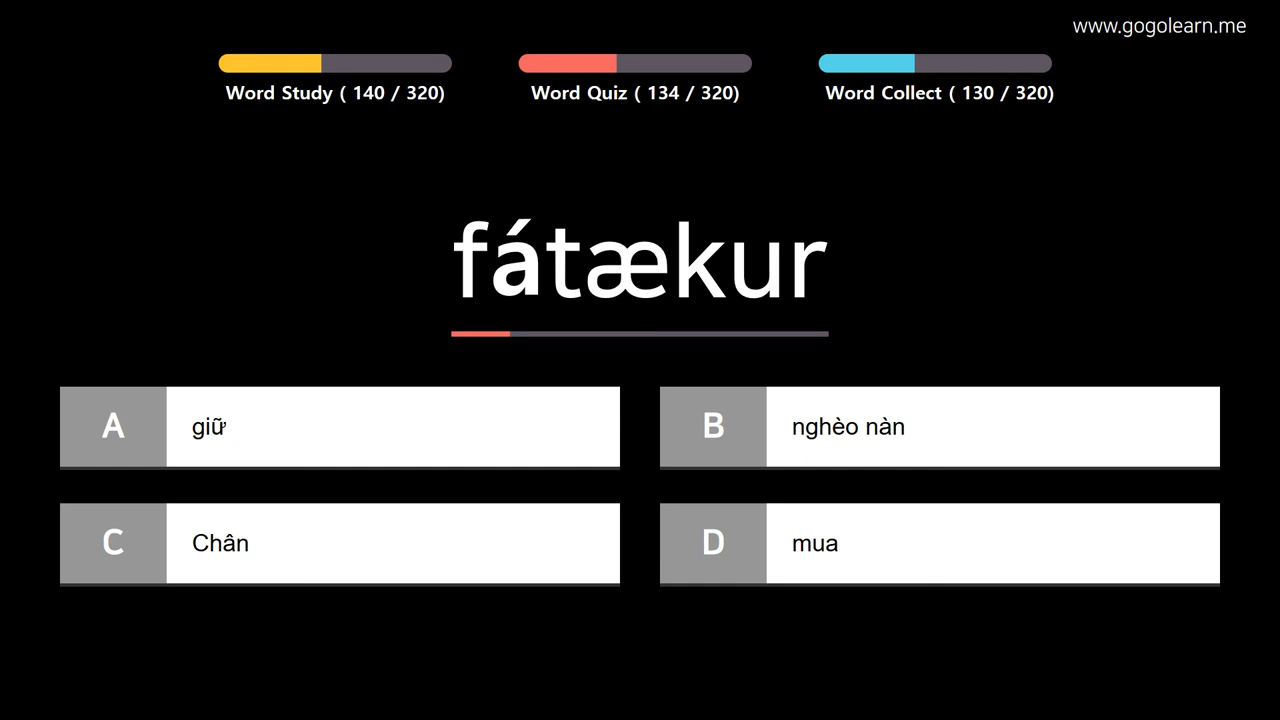 www.gogolearn.me
Word Study ( 140 / 320)
Word Quiz ( 134 / 320)
Word Collect ( 130 / 320)
fátækur
A giữ
B nghèo nàn
C Chân
D mua